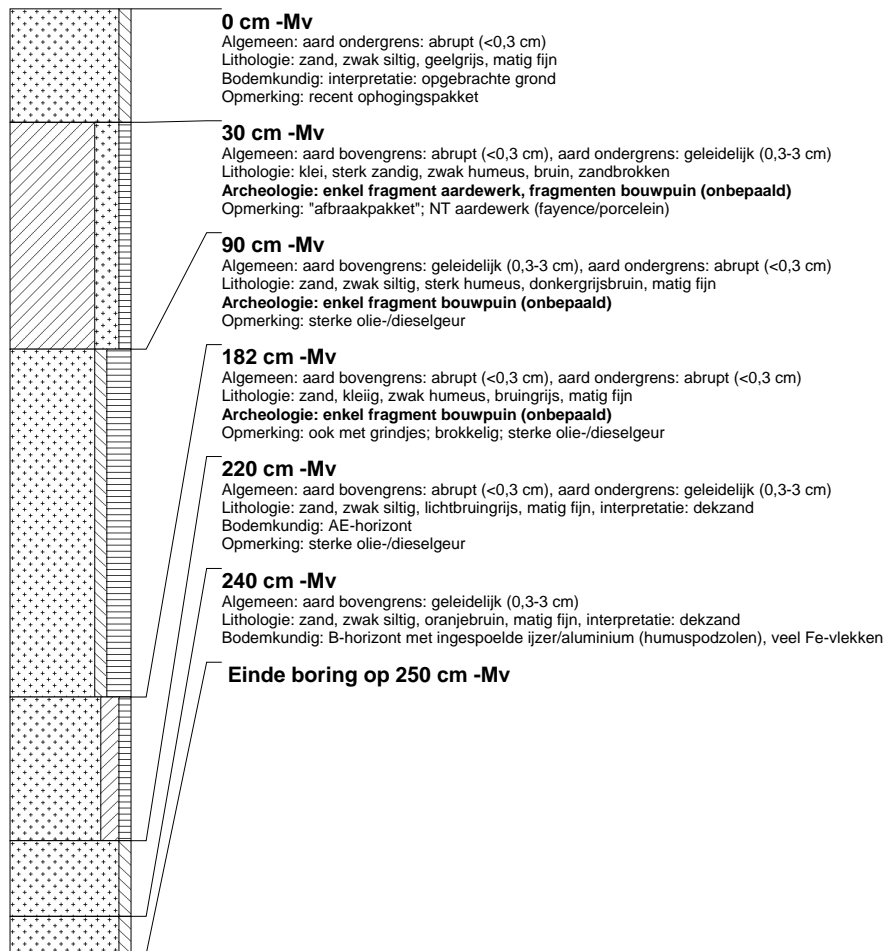 0 cm -Mv
Algemeen: aard ondergrens: abrupt (<0,3 cm)
Lithologie: zand, zwak siltig, geelgrijs, matig fijn
Bodemkundig: interpretatie: opgebrachte grond
Opmerking: recent ophogingspakket
30 cm -Mv
Algemeen: aard bovengrens: abrupt (<0,3 cm), aard ondergrens: geleidelijk (0,3-3 cm)
Lithologie: klei, sterk zandig, zwak humeus, bruin, zandbrokken
Archeologie: enkel fragment aardewerk, fragmenten bouwpuin (onbepaald)
Opmerking: "afbraakpakket"; NT aardewerk (fayence/porcelein)
90 cm -Mv
Algemeen: aard bovengrens: geleidelijk (0,3-3 cm), aard ondergrens: abrupt (<0,3 cm)
Lithologie: zand, zwak siltig, sterk humeus, donkergrijsbruin, matig fijn
Archeologie: enkel fragment bouwpuin (onbepaald)
Opmerking: sterke olie-/dieselgeur
182 cm -Mv
Algemeen: aard bovengrens: abrupt (<0,3 cm), aard ondergrens: abrupt (<0,3 cm)
Lithologie: zand, kleiig, zwak humeus, bruingrijs, matig fijn
Archeologie: enkel fragment bouwpuin (onbepaald)
Opmerking: ook met grindjes; brokkelig; sterke olie-/dieselgeur
220 cm -Mv
Algemeen: aard bovengrens: abrupt (<0,3 cm), aard ondergrens: geleidelijk (0,3-3 cm)
Lithologie: zand, zwak siltig, lichtbruingrijs, matig fijn, interpretatie: dekzand
Bodemkundig: AE-horizont
Opmerking: sterke olie-/dieselgeur
240 cm -Mv
Algemeen: aard bovengrens: geleidelijk (0,3-3 cm)
Lithologie: zand, zwak siltig, oranjebruin, matig fijn, interpretatie: dekzand
Bodemkundig: B-horizont met ingespoelde ijzer/aluminium (humuspodzolen), veel Fe-vlekken
Einde boring op 250 cm -Mv